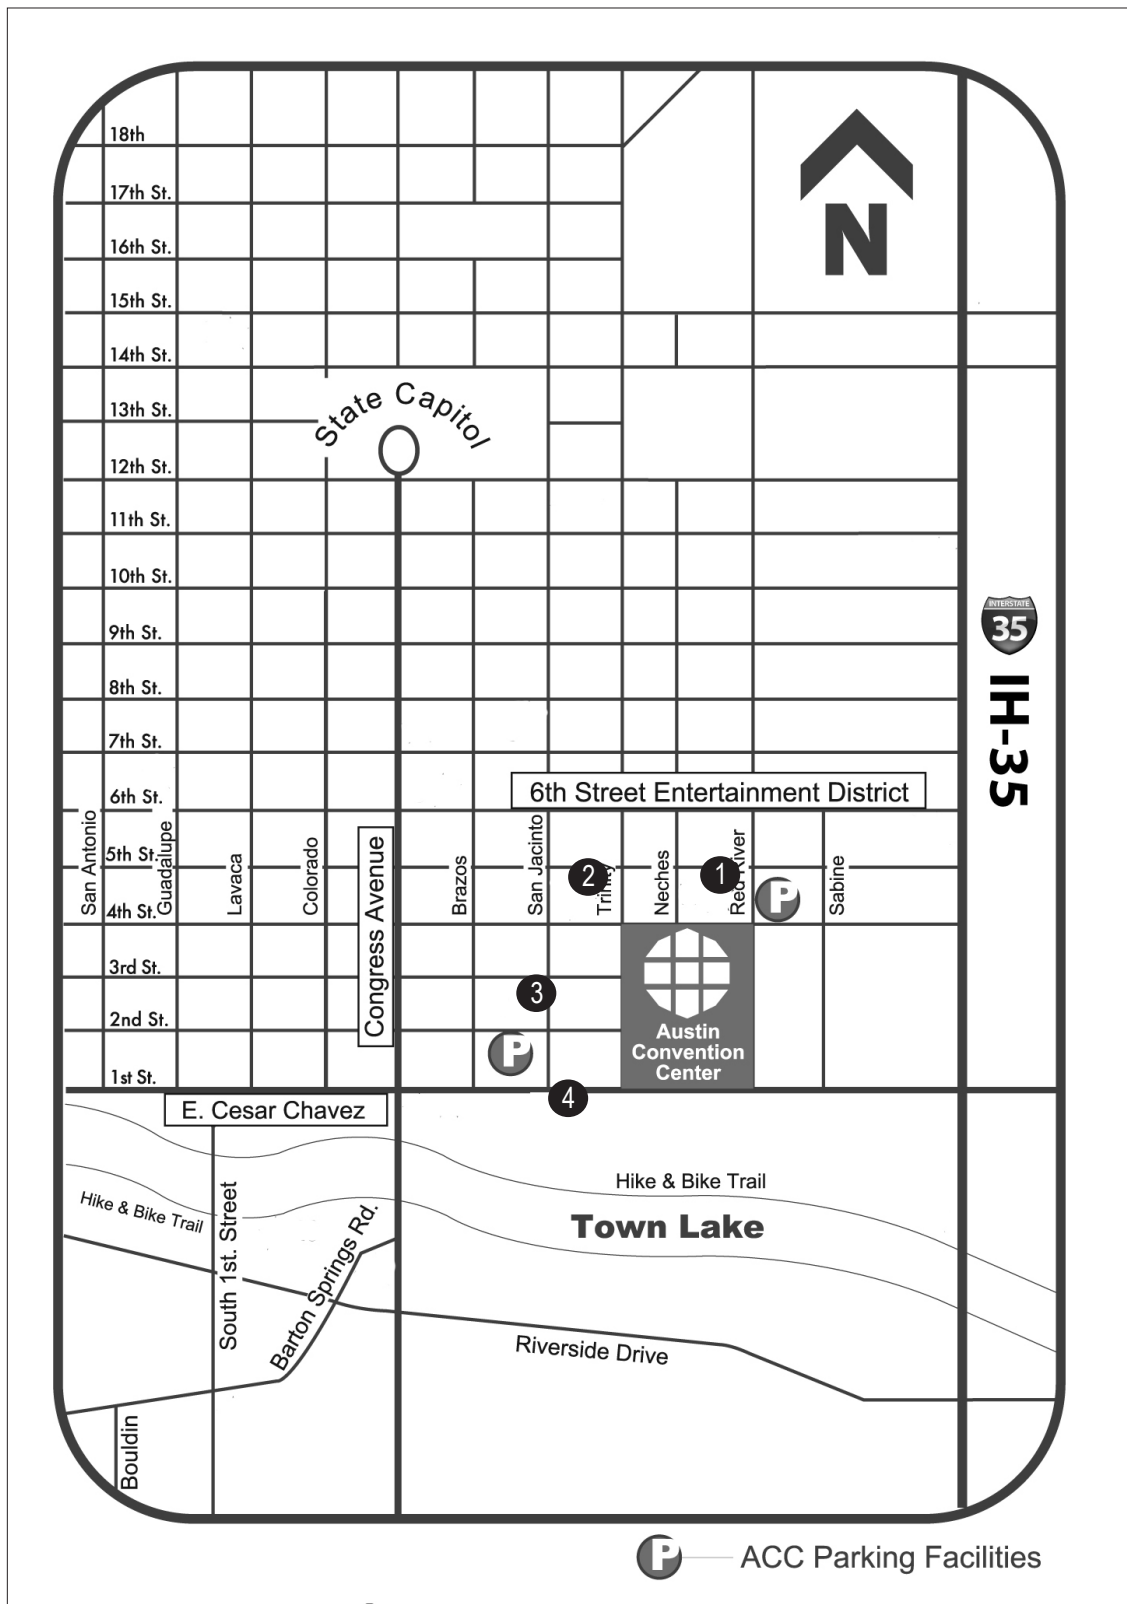 18th
17th St.
16th St.
15th St.
14th St.
13th St.
State Capitol
12th St.
11th St.
10th St.
9th St.
8th St.
7th St.
6th St.
5th St.
4th St.
3rd St.
2nd St.
1st St.
N
INTERSTATE
35
IH-35
6th Street Entertainment District
San Antonio
Guadalupe
Lavaca
Colorado
Congress Avenue
Brazos
San Jacinto
Trinity
Neches
Red River
Sabine
1
2
3
4
P
P
Austin
Convention
Center
E. Cesar Chavez
Hike & Bike Trail
Town Lake
Hike & Bike Trail
South 1st. Street
Barton Springs Rd.
Riverside Drive
Bouldin
P
ACC Parking Facilities